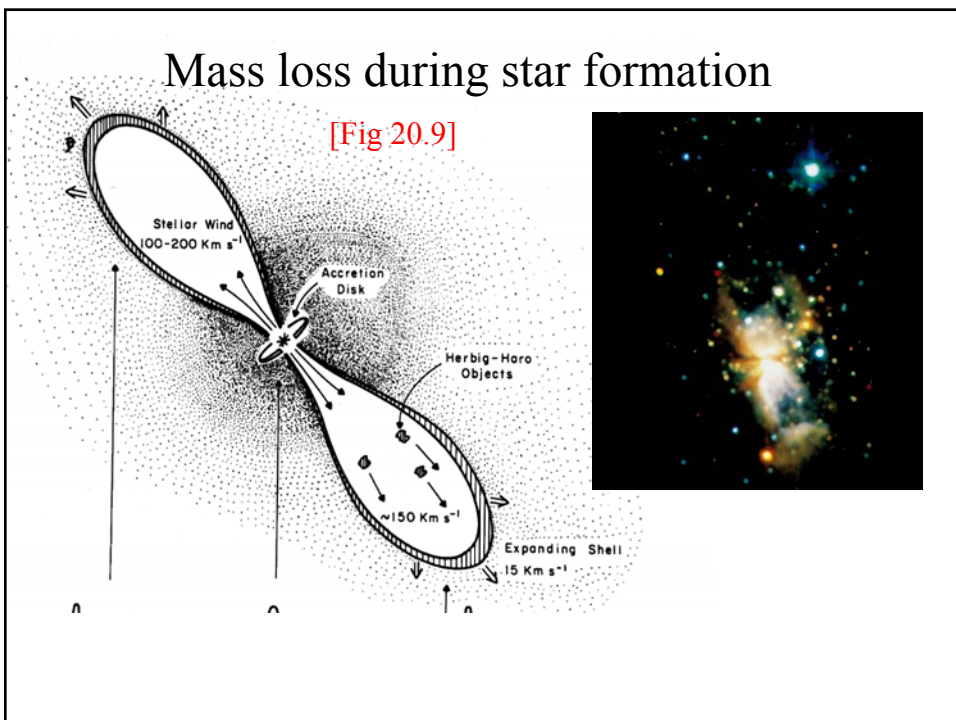 Mass loss during star formation
[Fig 20.9]
Stellar Wind
100-200 Km s⁻¹
Accretion
Disk
Herbig-Haro
Objects
~150 Km s⁻¹
Expanding Shell
15 Km s⁻¹